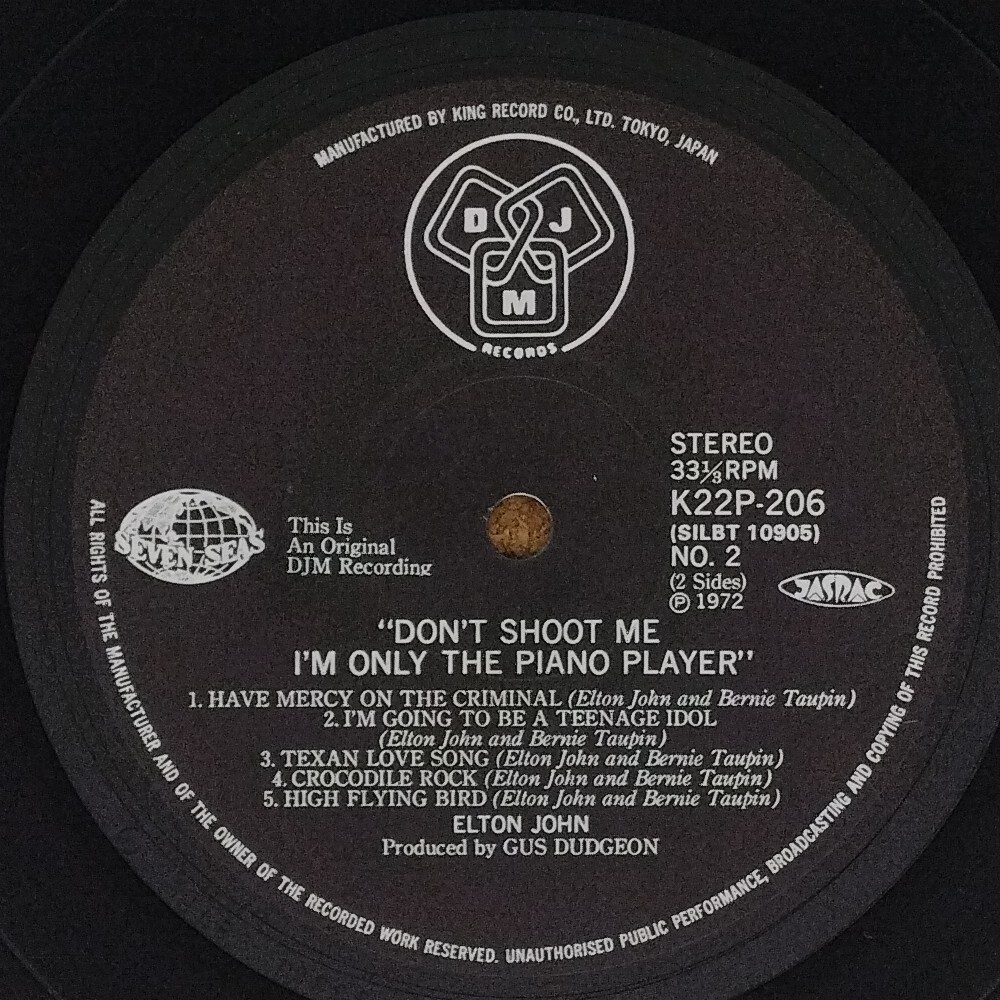 MANUFACTURED BY KING RECORD CO., LTD. TOKYO, JAPAN
D J
M
RECORDS
STEREO
33⅓RPM
K22P-206
(SILBT 10905)
NO. 2
(2 Sides)
Ⓟ 1972
JASRAC
SEVEN-SEAS
This Is
An Original
DJM Recording
"DON'T SHOOT ME
I'M ONLY THE PIANO PLAYER"
1. HAVE MERCY ON THE CRIMINAL (Elton John and Bernie Taupin)
2. I'M GOING TO BE A TEENAGE IDOL
(Elton John and Bernie Taupin)
3. TEXAN LOVE SONG (Elton John and Bernie Taupin)
4. CROCODILE ROCK (Elton John and Bernie Taupin)
5. HIGH FLYING BIRD (Elton John and Bernie Taupin)
ELTON JOHN
Produced by GUS DUDGEON
ALL RIGHTS OF THE MANUFACTURER AND OF THE OWNER OF THE RECORDED WORK RESERVED. UNAUTHORISED PUBLIC PERFORMANCE, BROADCASTING AND COPYING OF THIS RECORD PROHIBITED